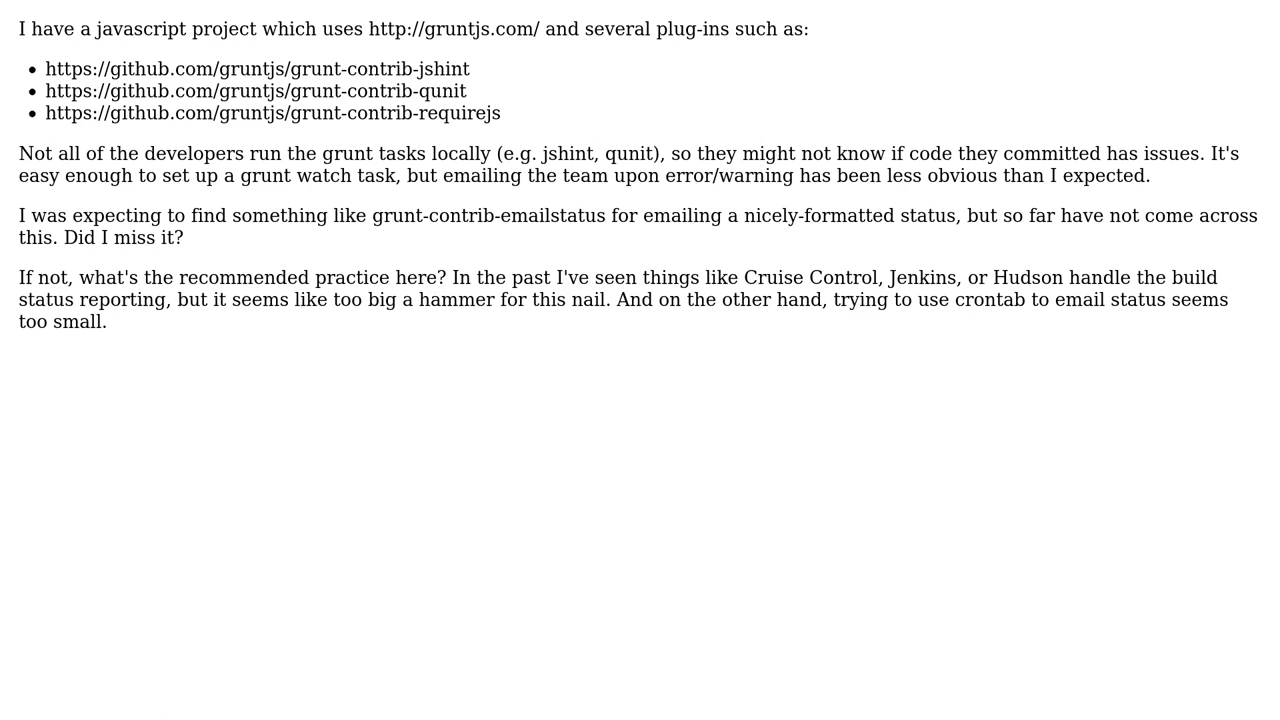 I have a javascript project which uses http://gruntjs.com/ and several plug-ins such as:
• https://github.com/gruntjs/grunt-contrib-jshint
• https://github.com/gruntjs/grunt-contrib-qunit
• https://github.com/gruntjs/grunt-contrib-requirejs
Not all of the developers run the grunt tasks locally (e.g. jshint, qunit), so they might not know if code they committed has issues. It's
easy enough to set up a grunt watch task, but emailing the team upon error/warning has been less obvious than I expected.
I was expecting to find something like grunt-contrib-emailstatus for emailing a nicely-formatted status, but so far have not come across
this. Did I miss it?
If not, what's the recommended practice here? In the past I've seen things like Cruise Control, Jenkins, or Hudson handle the build
status reporting, but it seems like too big a hammer for this nail. And on the other hand, trying to use crontab to email status seems
too small.